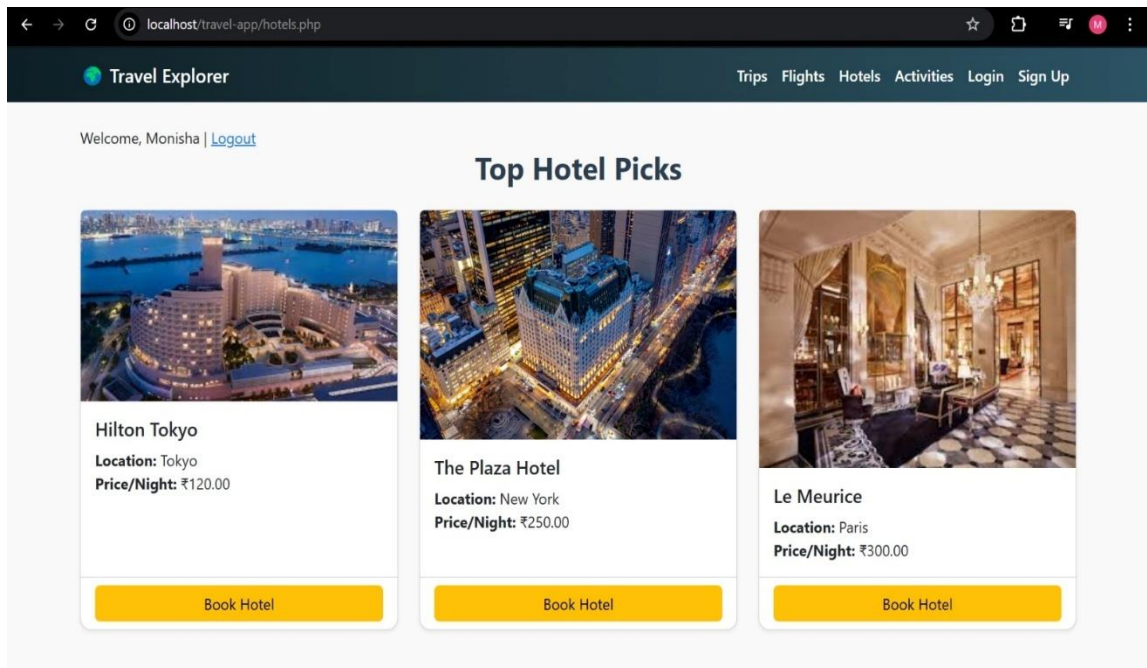 localhost/travel-app/hotels.php
M
Travel Explorer
Trips Flights Hotels Activities Login Sign Up
Welcome, Monisha | Logout
Top Hotel Picks
Hilton Tokyo
Location: Tokyo
Price/Night: ₹120.00
Book Hotel
The Plaza Hotel
Location: New York
Price/Night: ₹250.00
Book Hotel
Le Meurice
Location: Paris
Price/Night: ₹300.00
Book Hotel